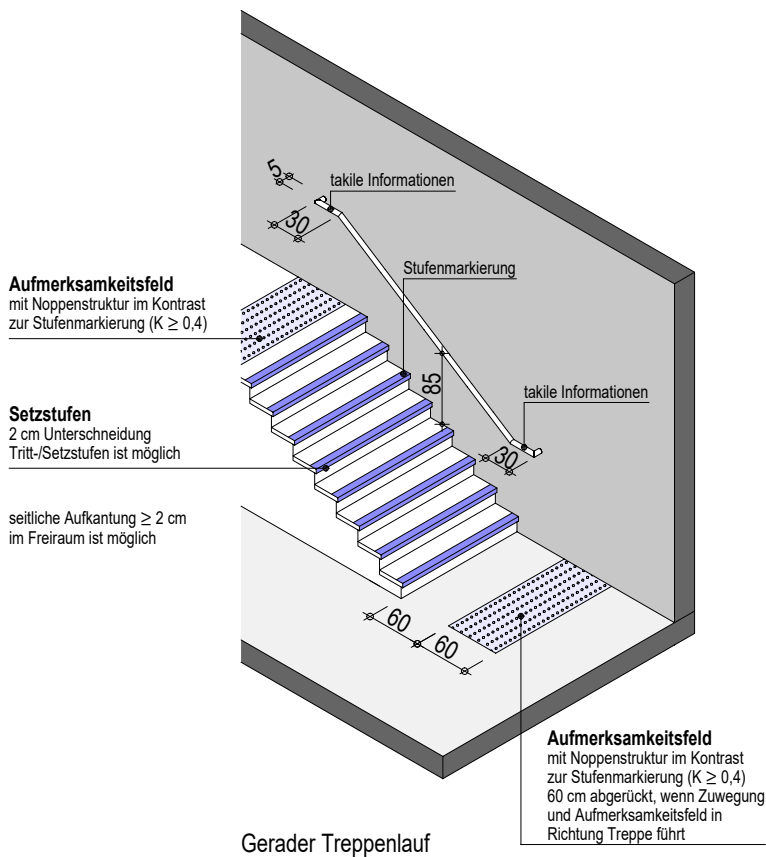 5
takile Informationen
30
Stufenmarkierung
Aufmerksamkeitsfeld
mit Noppenstruktur im Kontrast
zur Stufenmarkierung (K ≥ 0,4)
85
takile Informationen
Setzstufen
2 cm Unterschneidung
Tritt-/Setzstufen ist möglich
30
seitliche Aufkantung ≥ 2 cm
im Freiraum ist möglich
60
60
Aufmerksamkeitsfeld
mit Noppenstruktur im Kontrast
zur Stufenmarkierung (K ≥ 0,4)
60 cm abgerückt, wenn Zuwegung
und Aufmerksamkeitsfeld in
Richtung Treppe führt
Gerader Treppenlauf